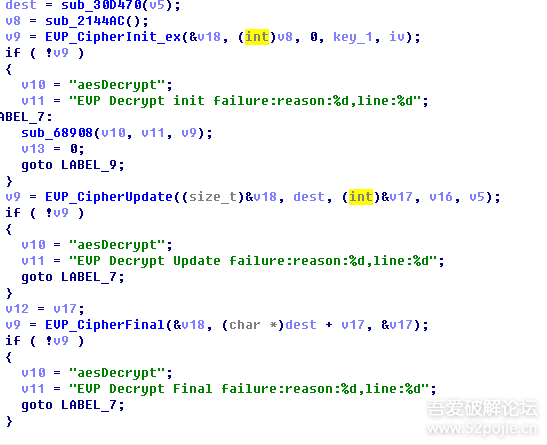 dest = sub_30D470(v5);
v8 = sub_2144AC();
v9 = EVP_CipherInit_ex(&v18, (int)v8, 0, key_1, iv);
if ( !v9 )
{
v10 = "aesDecrypt";
v11 = "EVP Decrypt init failure:reason:%d,line:%d";
ABEL_7:
sub_68908(v10, v11, v9);
v13 = 0;
goto LABEL_9;
}
v9 = EVP_CipherUpdate((size_t)&v18, dest, (int)&v17, v16, v5);
if ( !v9 )
{
v10 = "aesDecrypt";
v11 = "EVP Decrypt Update failure:reason:%d,line:%d";
goto LABEL_7;
}
v12 = v17;
v9 = EVP_CipherFinal(&v18, (char *)dest + v17, &v17);
if ( !v9 )
{
v10 = "aesDecrypt";
v11 = "EVP Decrypt Final failure:reason:%d,line:%d";
goto LABEL_7;
}
吾爱破解论坛
www.52pojie.cn